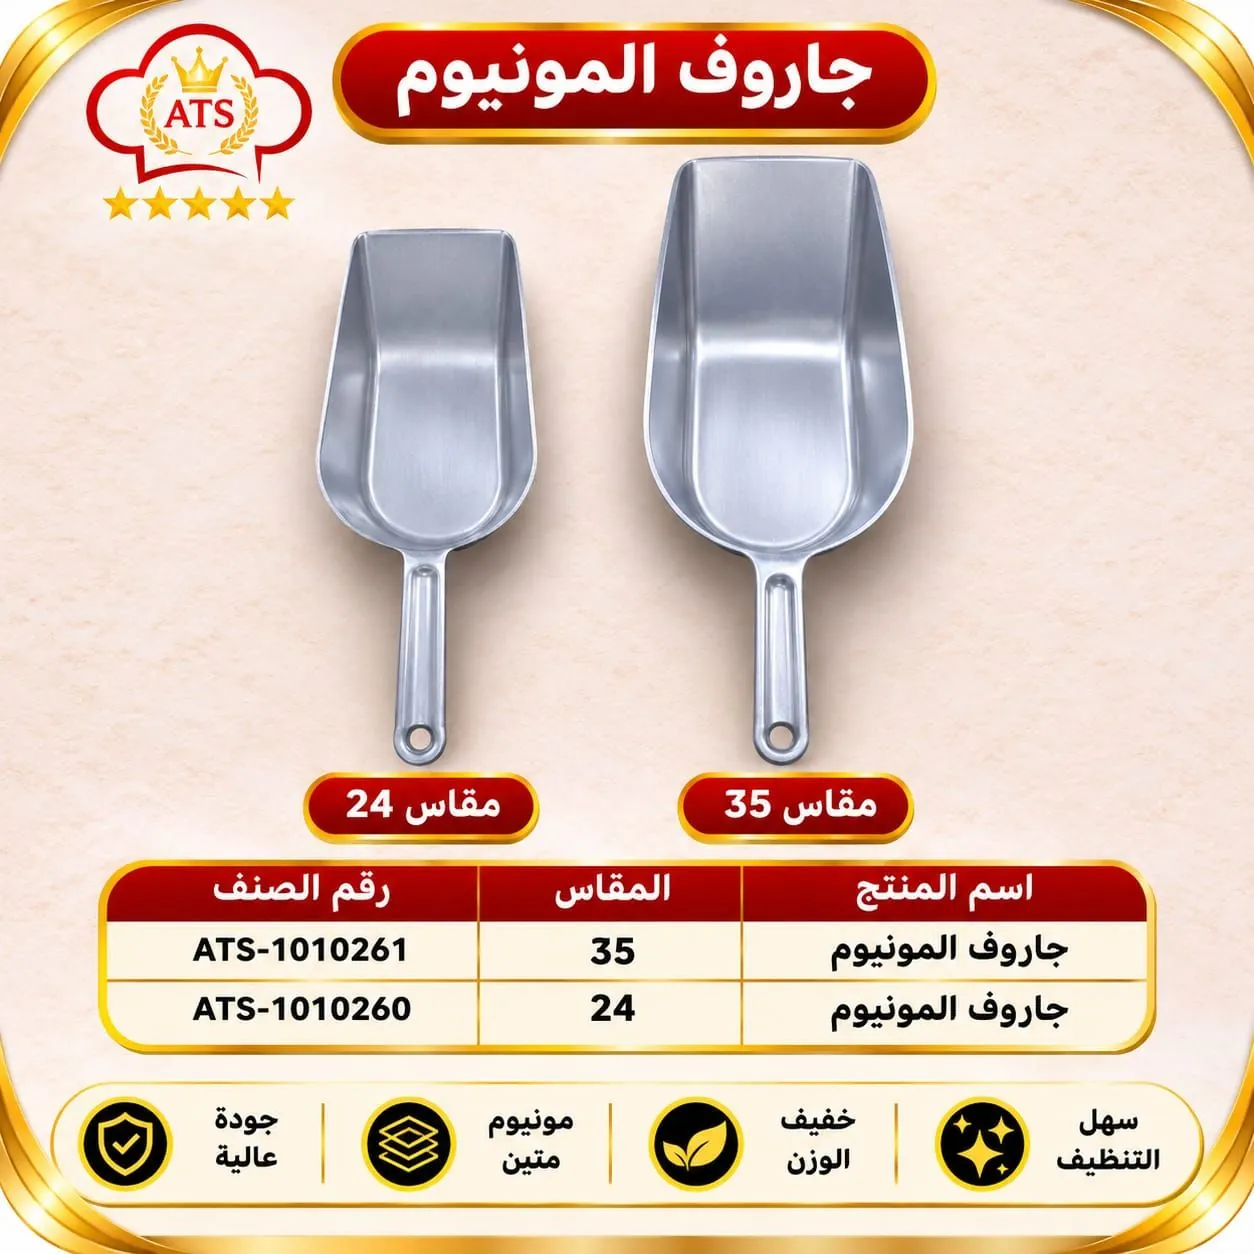 ATS
جاروف المونيوم
مقاس 24
مقاس 35
اسم المنتج المقاس رقم الصنف
جاروف المونيوم 35 ATS-1010261
جاروف المونيوم 24 ATS-1010260
سهل
التنظيف
خفيف
الوزن
مونيوم
متين
جودة
عالية